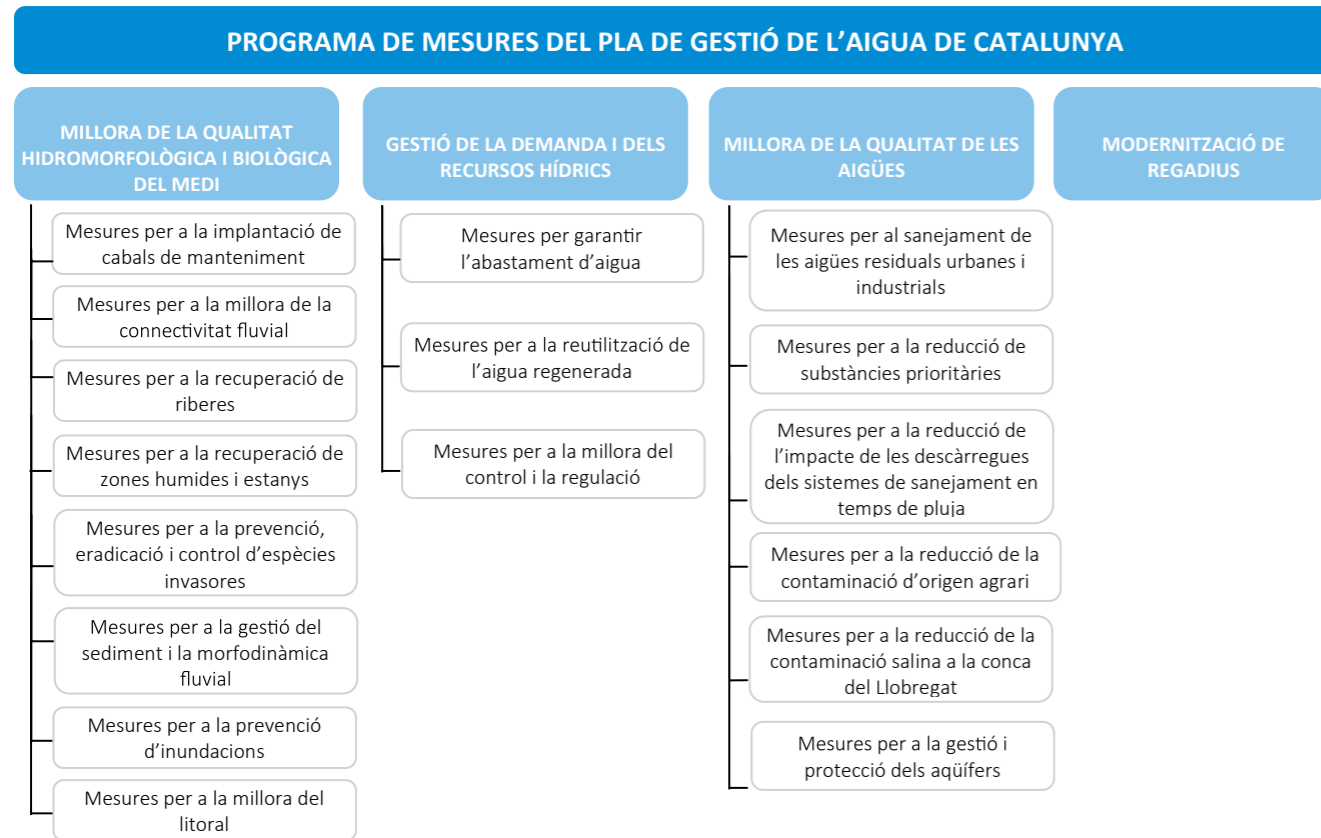 PROGRAMA DE MESURES DEL PLA DE GESTIÓ DE L’AIGUA DE CATALUNYA
MILLORA DE LA QUALITAT
HIDROMORFOLÒGICA I BIOLÒGICA
DEL MEDI
Mesures per a la implantació de
cabals de manteniment
Mesures per a la millora de la
connectivitat fluvial
Mesures per a la recuperació de
riberes
Mesures per a la recuperació de
zones humides i estanys
Mesures per a la prevenció,
eradicació i control d’espècies
invasores
Mesures per a la gestió del
sediment i la morfodinàmica
fluvial
Mesures per a la prevenció
d’inundacions
Mesures per a la millora del
litoral
GESTIÓ DE LA DEMANDA I DELS
RECURSOS HÍDRICS
Mesures per garantir
l’abastament d’aigua
Mesures per a la reutilització de
l’aigua regenerada
Mesures per a la millora del
control i la regulació
MILLORA DE LA QUALITAT DE LES
AIGÜES
Mesures per al sanejament de
les aigües residuals urbanes i
industrials
Mesures per a la reducció de
substàncies prioritàries
Mesures per a la reducció de
l’impacte de les descàrregues
dels sistemes de sanejament en
temps de pluja
Mesures per a la reducció de la
contaminació d’origen agrari
Mesures per a la reducció de la
contaminació salina a la conca
del Llobregat
Mesures per a la gestió i
protecció dels aqüífers
MODERNITZACIÓ DE
REGADIUS